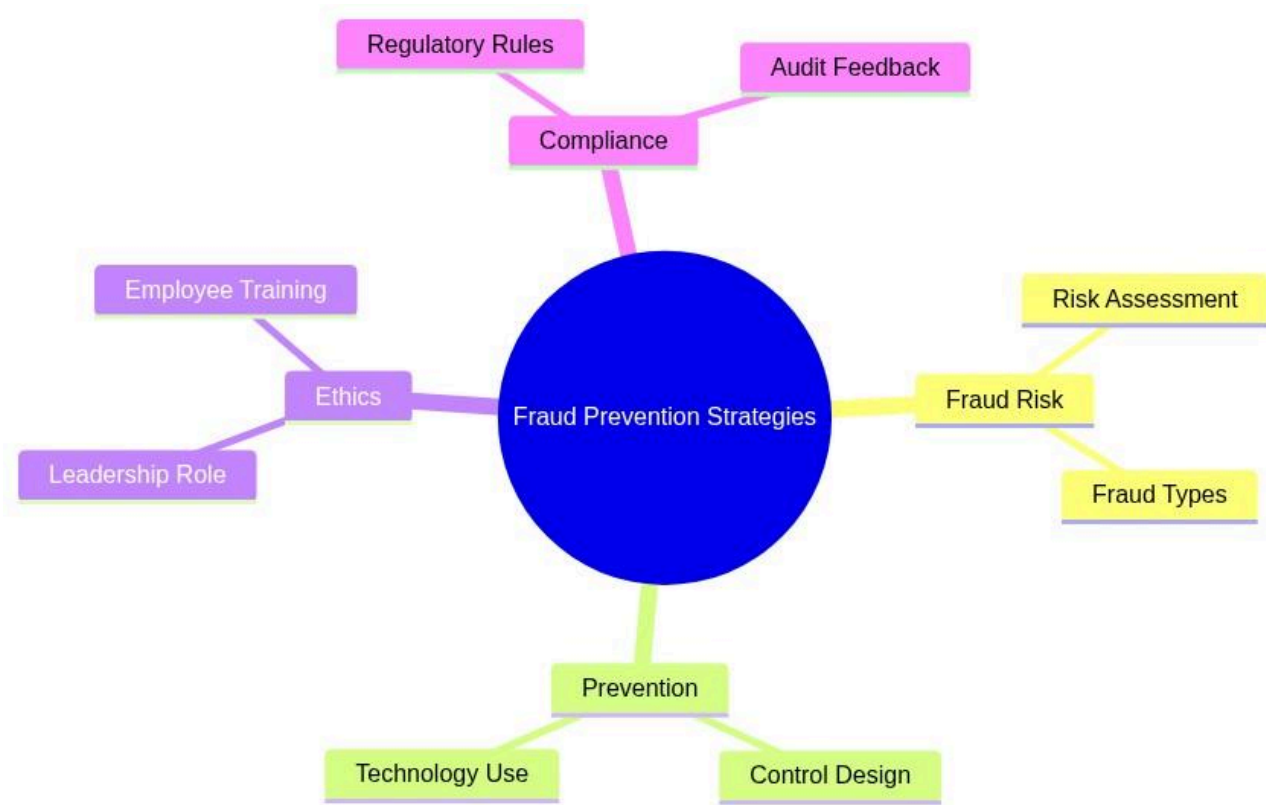 Regulatory Rules
Audit Feedback
Compliance
Employee Training
Risk Assessment
Ethics
Fraud Prevention Strategies
Fraud Risk
Leadership Role
Fraud Types
Prevention
Technology Use
Control Design